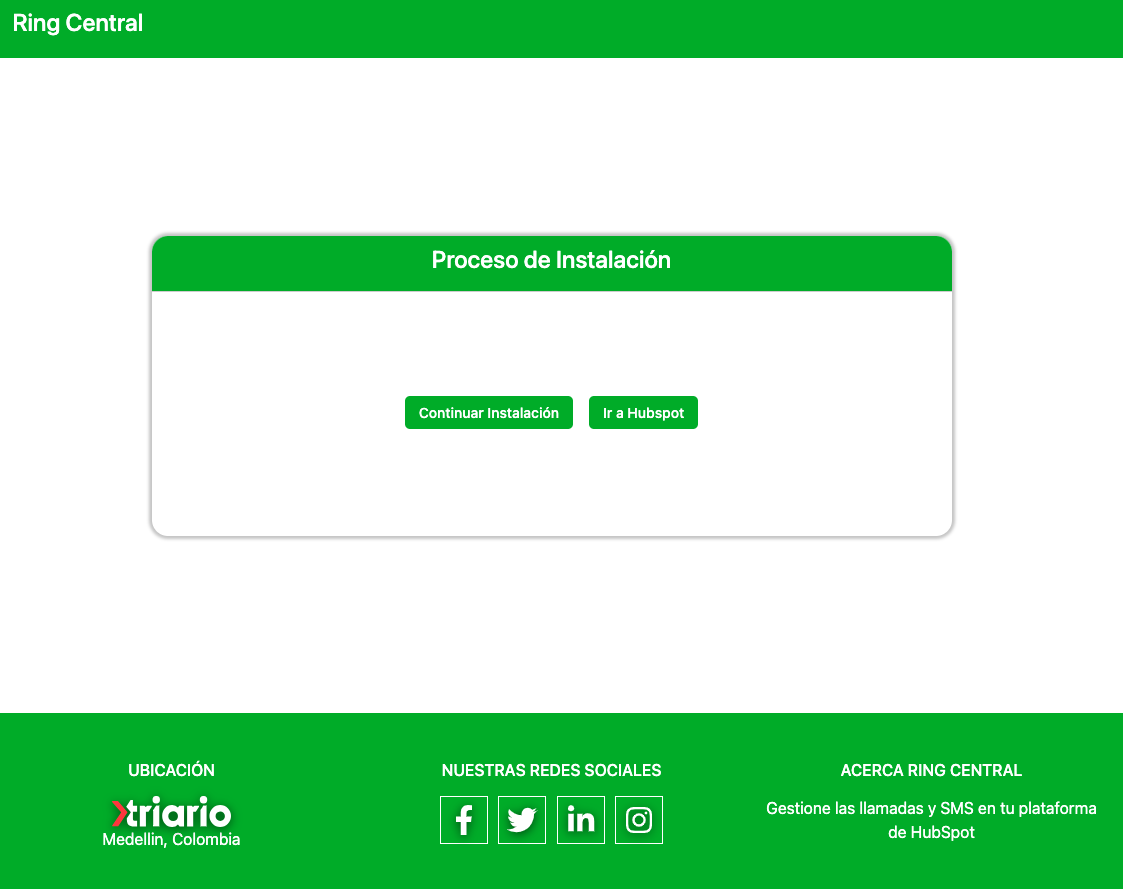 Ring Central
Proceso de Instalación
Continuar Instalación
Ir a Hubspot
UBICACIÓN
triario
Medellin, Colombia
NUESTRAS REDES SOCIALES
ACERCA RING CENTRAL
Gestione las llamadas y SMS en tu plataforma
de HubSpot